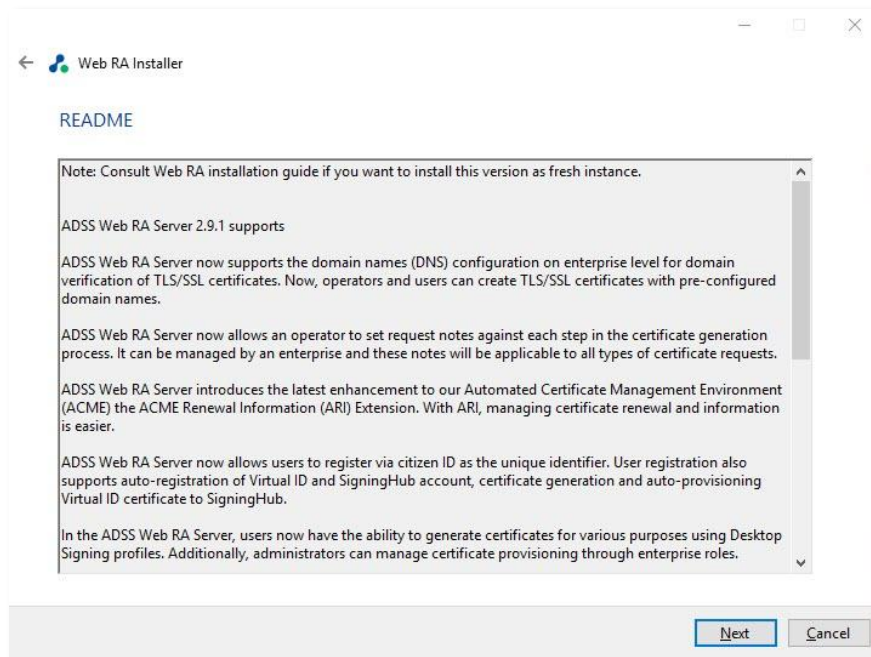 Web RA Installer
README
Note: Consult Web RA installation guide if you want to install this version as fresh instance.
ADSS Web RA Server 2.9.1 supports
ADSS Web RA Server now supports the domain names (DNS) configuration on enterprise level for domain
verification of TLS/SSL certificates. Now, operators and users can create TLS/SSL certificates with pre-configured
domain names.
ADSS Web RA Server now allows an operator to set request notes against each step in the certificate generation
process. It can be managed by an enterprise and these notes will be applicable to all types of certificate requests.
ADSS Web RA Server introduces the latest enhancement to our Automated Certificate Management Environment
(ACME) the ACME Renewal Information (ARI) Extension. With ARI, managing certificate renewal and information
is easier.
ADSS Web RA Server now allows users to register via citizen ID as the unique identifier. User registration also
supports auto-registration of Virtual ID and SigningHub account, certificate generation and auto-provisioning
Virtual ID certificate to SigningHub.
In the ADSS Web RA Server, users now have the ability to generate certificates for various purposes using Desktop
Signing profiles. Additionally, administrators can manage certificate provisioning through enterprise roles.
Next Cancel